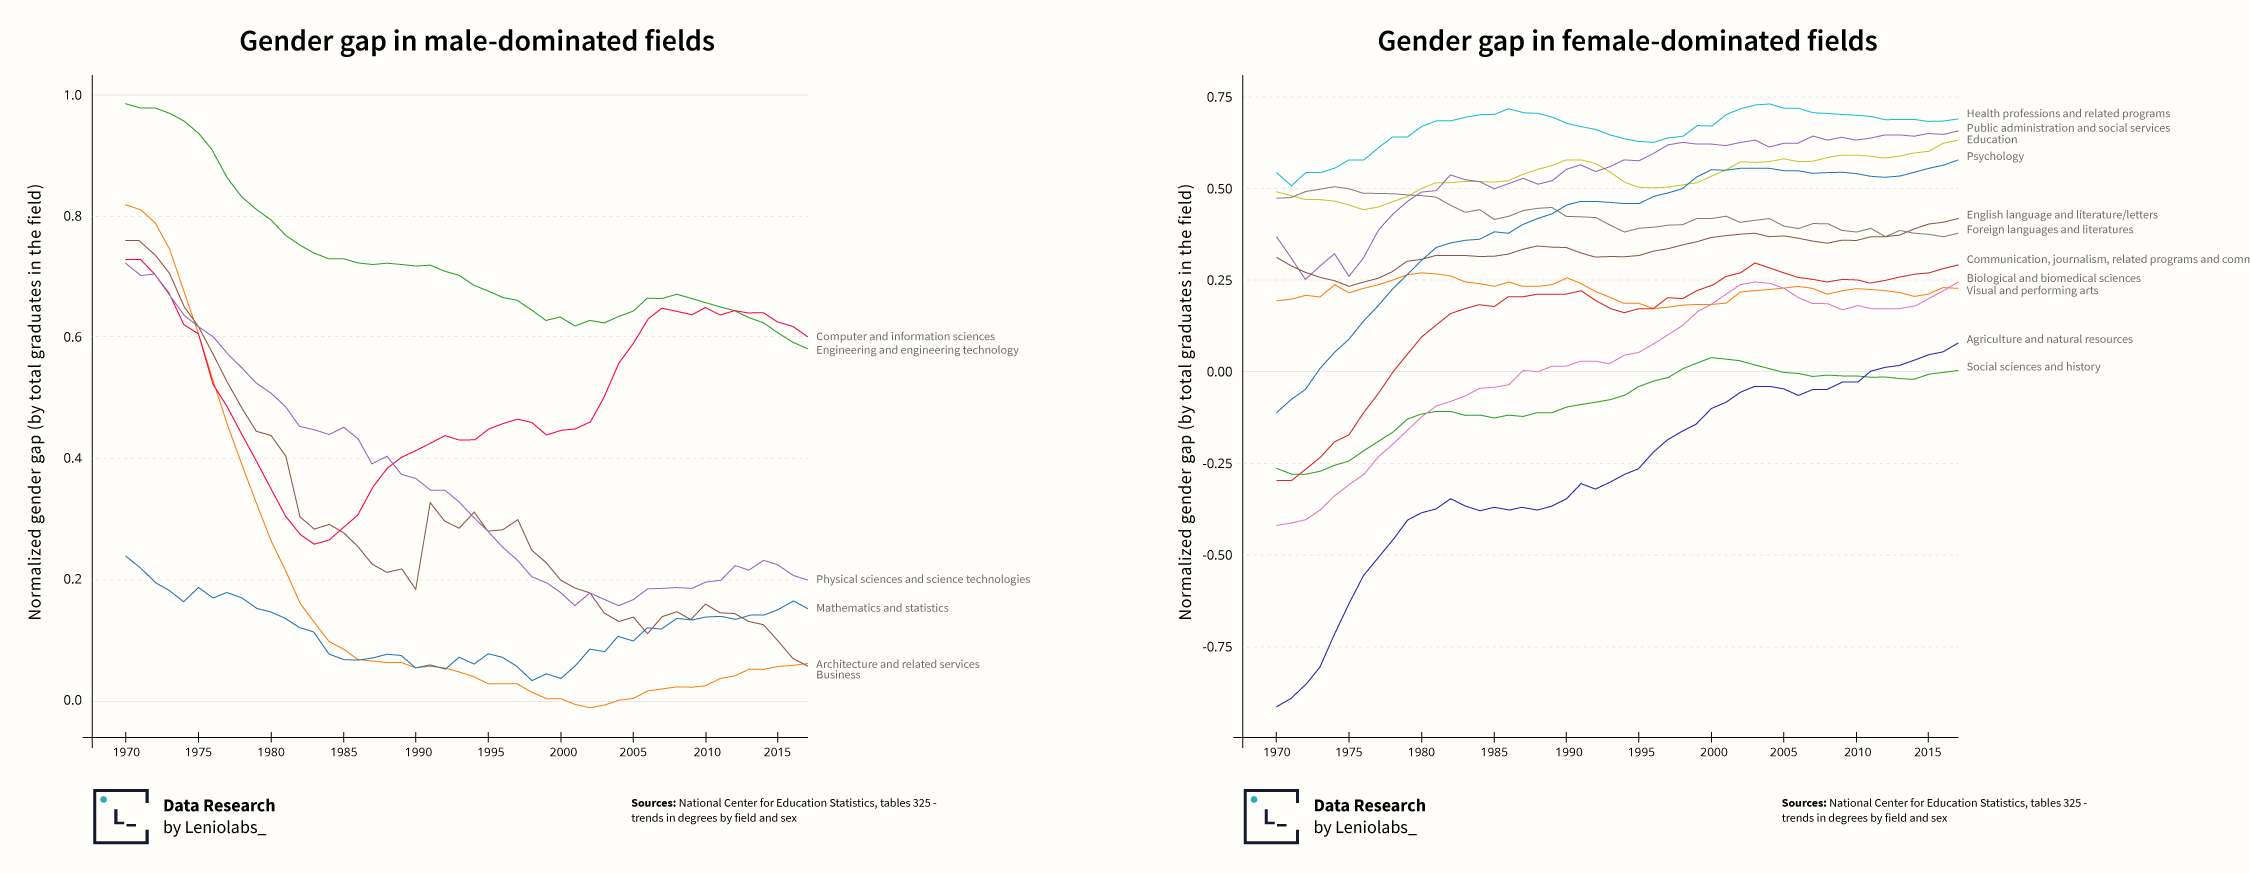 Gender gap in male-dominated fields
Normalized gender gap (by total graduates in the field)
1.0
0.8
0.6
0.4
0.2
0.0
Computer and information sciences
Engineering and engineering technology
Physical sciences and science technologies
Mathematics and statistics
Architecture and related services
Business
1970 1975 1980 1985 1990 1995 2000 2005 2010 2015
L_
Data Research
by Leniolabs_
Sources: National Center for Education Statistics, tables 325 -
trends in degrees by field and sex
Gender gap in female-dominated fields
Normalized gender gap (by total graduates in the field)
0.75
0.50
0.25
0.00
-0.25
-0.50
-0.75
Health professions and related programs
Public administration and social services
Education
Psychology
English language and literature/letters
Foreign languages and literatures
Communication, journalism, related programs and comm
Biological and biomedical sciences
Visual and performing arts
Agriculture and natural resources
Social sciences and history
1970 1975 1980 1985 1990 1995 2000 2005 2010 2015
L_
Data Research
by Leniolabs_
Sources: National Center for Education Statistics, tables 325 -
trends in degrees by field and sex